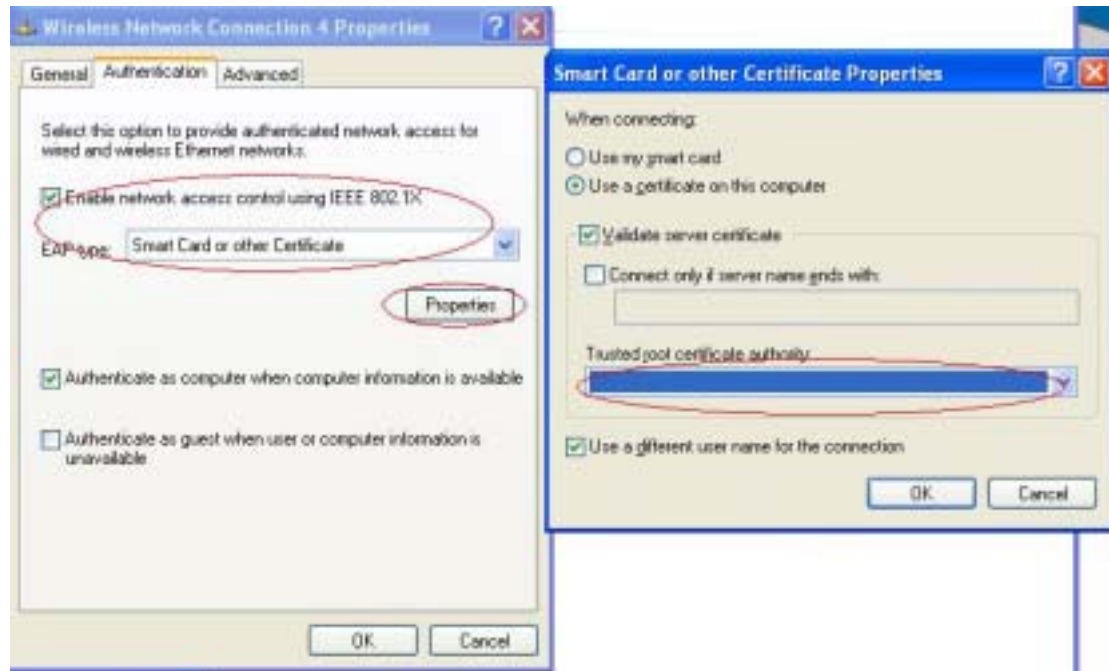 Wireless Network Connection 4 Properties
General Authentication Advanced
Select this option to provide authenticated network access for
wired and wireless Ethernet networks.
Enable network access control using IEEE 802.1X
EAP type: Smart Card or other Certificate
Properties
Authenticate as computer when computer information is available
Authenticate as guest when user or computer information is
unavailable
OK Cancel
Smart Card or other Certificate Properties
When connecting:
Use my smart card
Use a certificate on this computer
Validate server certificate
Connect only if server name ends with:
Trusted root certificate authority:
Use a different user name for the connection
OK Cancel